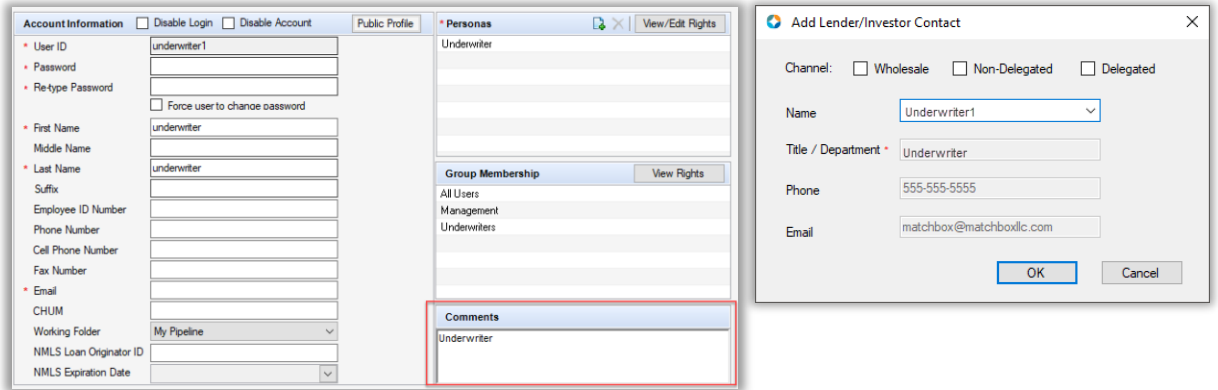 Account Information Disable Login Disable Account Public Profile
* User ID underwriter1
* Password
* Re-type Password
Force user to change password
* First Name underwriter
Middle Name
* Last Name underwriter
Suffix
Employee ID Number
Phone Number
Cell Phone Number
Fax Number
* Email
CHUM
Working Folder My Pipeline
NMLS Loan Originator ID
NMLS Expiration Date
* Personas View/Edit Rights
Underwriter
Group Membership View Rights
All Users
Management
Underwriters
Comments
Underwriter
Add Lender/Investor Contact
Channel: Wholesale Non-Delegated Delegated
Name Underwriter1
Title / Department * Underwriter
Phone 555-555-5555
Email matchbox@matchboxllc.com
OK Cancel